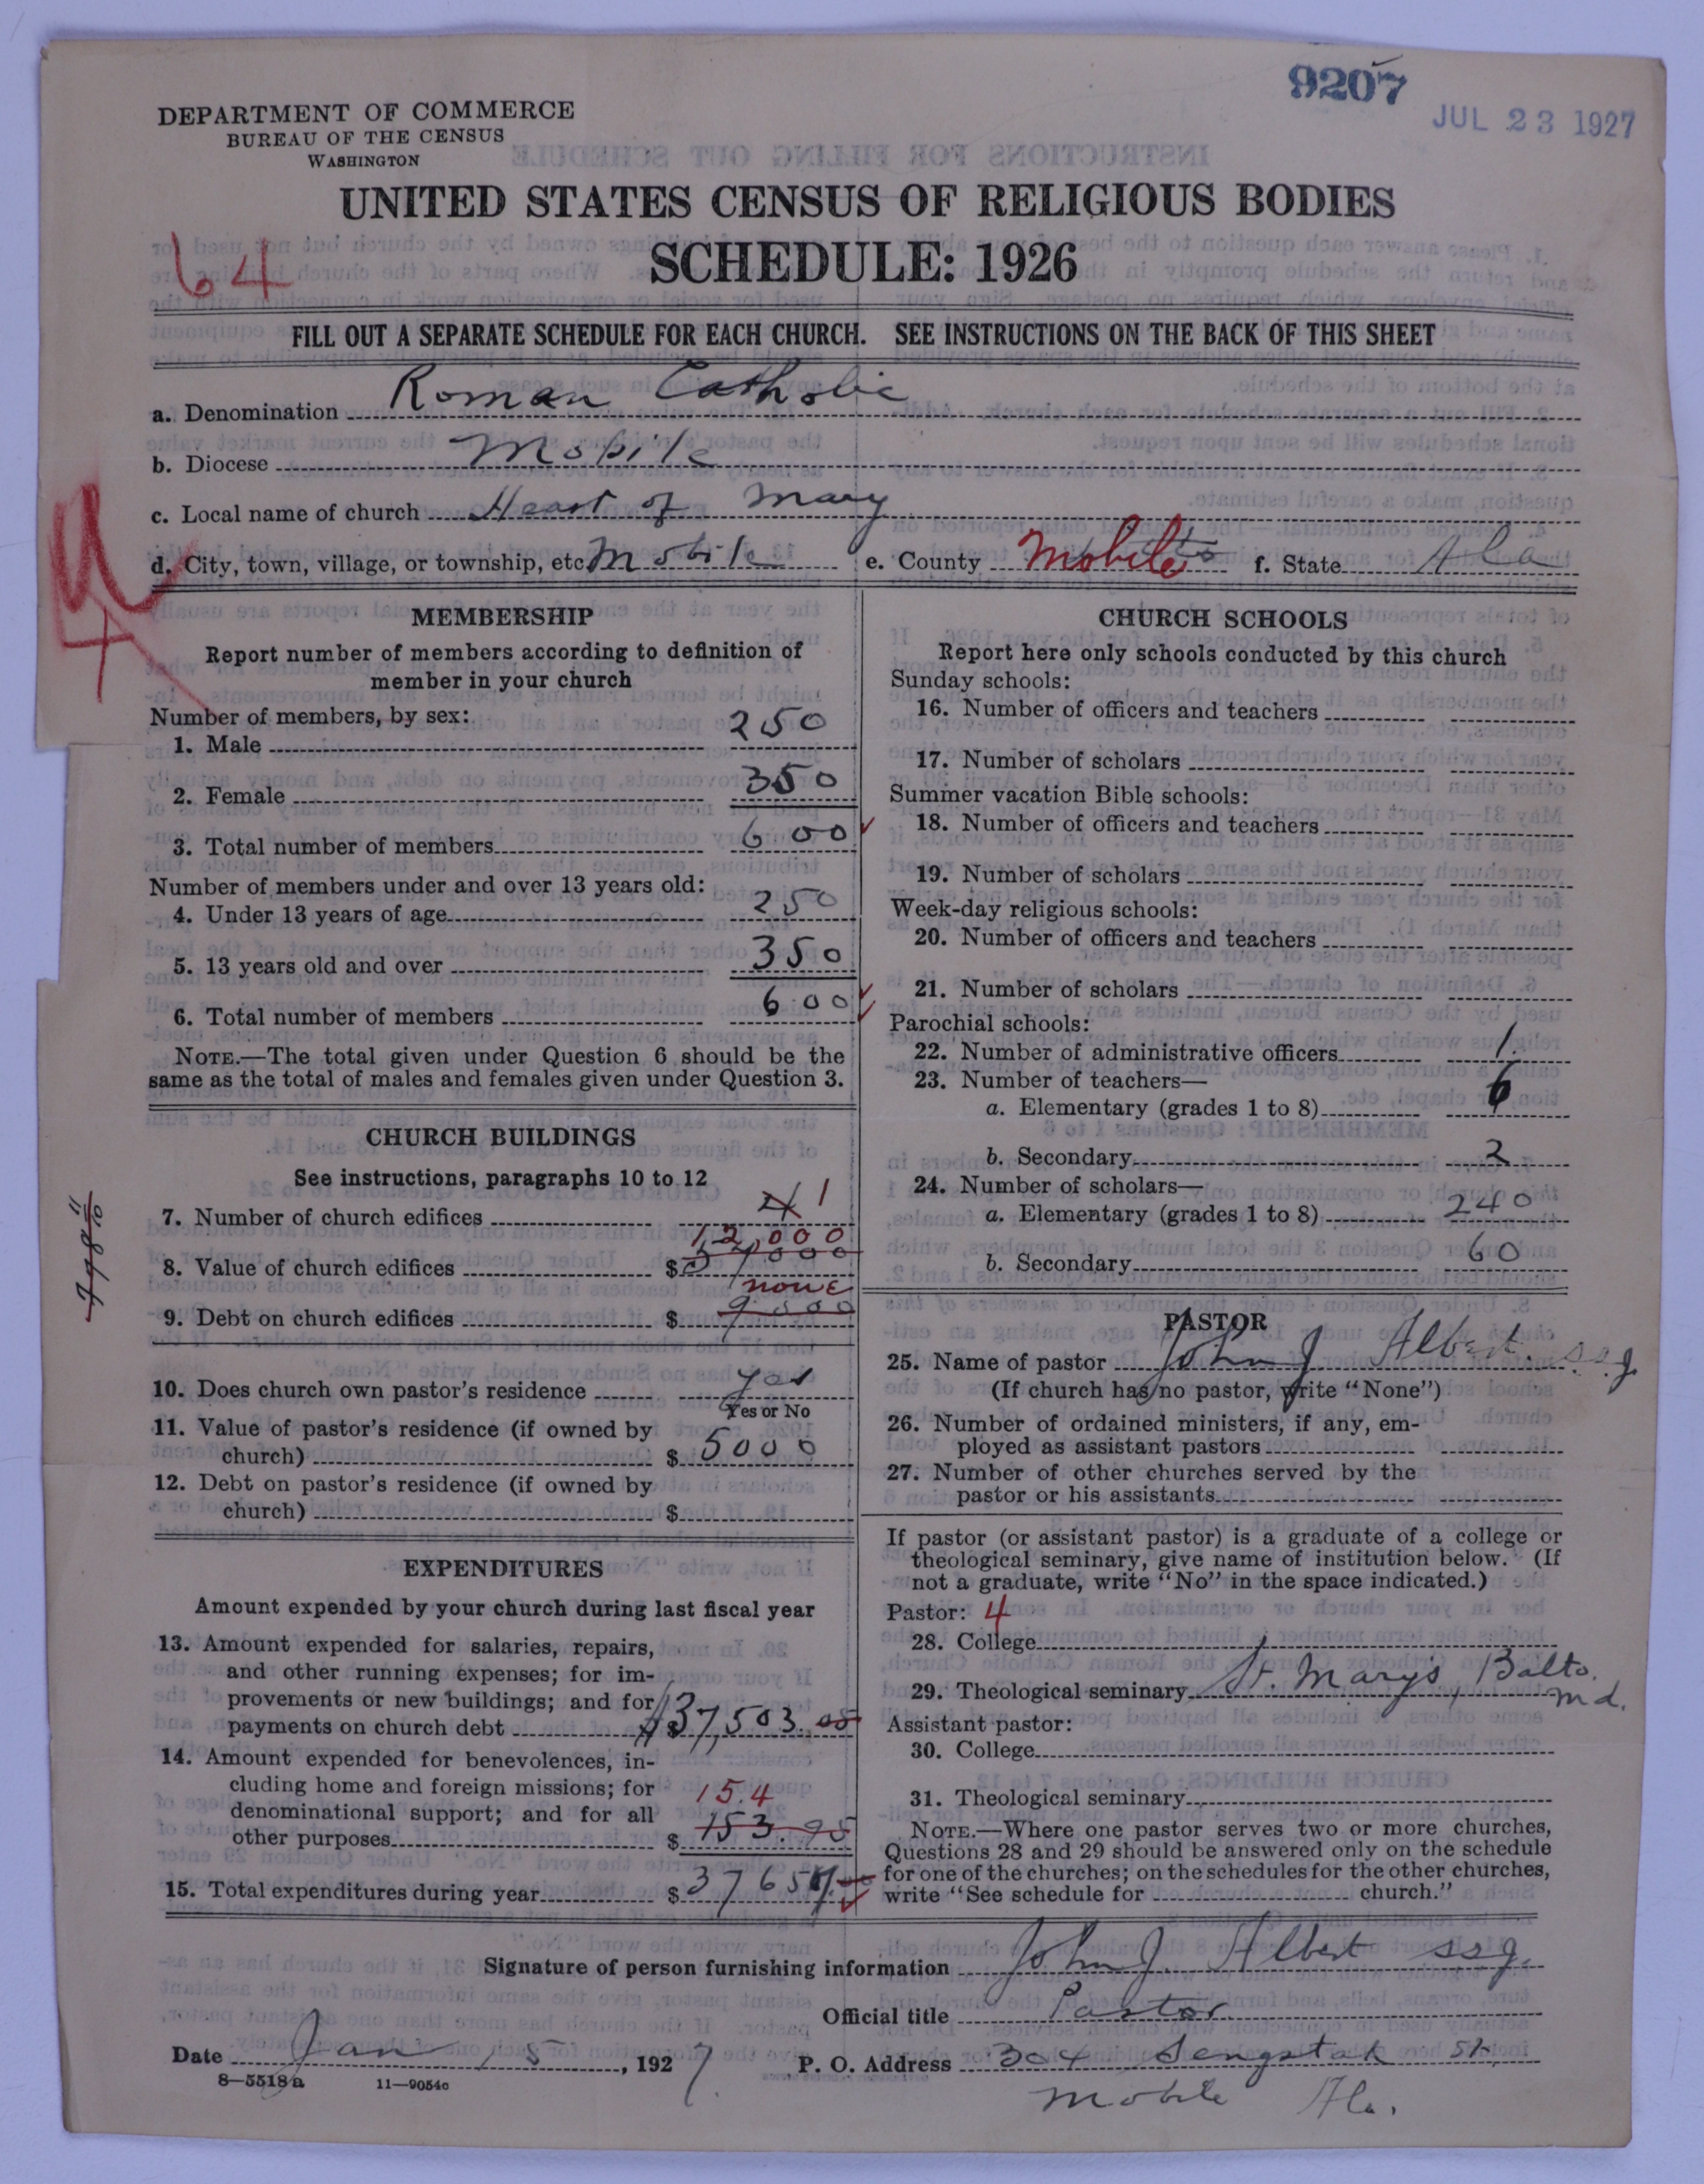 9207
JUL 23 1927
DEPARTMENT OF COMMERCE
BUREAU OF THE CENSUS
WASHINGTON
UNITED STATES CENSUS OF RELIGIOUS BODIES
SCHEDULE: 1926
64
FILL OUT A SEPARATE SCHEDULE FOR EACH CHURCH. SEE INSTRUCTIONS ON THE BACK OF THIS SHEET
a. Denomination Roman Catholic
b. Diocese Mobile
c. Local name of church Heart of Mary
d. City, town, village, or township, etc. Mobile e. County Mobile f. State Ala
MEMBERSHIP
Report number of members according to definition of
member in your church
Number of members, by sex:
1. Male 250
2. Female 350
3. Total number of members 600
Number of members under and over 13 years old:
4. Under 13 years of age 250
5. 13 years old and over 350
6. Total number of members 600
NOTE.—The total given under Question 6 should be the
same as the total of males and females given under Question 3.
CHURCH BUILDINGS
See instructions, paragraphs 10 to 12
7. Number of church edifices 4 1
12,000
8. Value of church edifices $ 57000
none
9. Debt on church edifices $ 9000
10. Does church own pastor's residence yes
Yes or No
11. Value of pastor's residence (if owned by
church) $ 5000
12. Debt on pastor's residence (if owned by
church) $
EXPENDITURES
Amount expended by your church during last fiscal year
13. Amount expended for salaries, repairs,
and other running expenses; for im-
provements or new buildings; and for
payments on church debt $ 37,503.05
14. Amount expended for benevolences, in-
cluding home and foreign missions; for
denominational support; and for all 154
other purposes $ 153.95
15. Total expenditures during year $ 37657
CHURCH SCHOOLS
Report here only schools conducted by this church
Sunday schools:
16. Number of officers and teachers
17. Number of scholars
Summer vacation Bible schools:
18. Number of officers and teachers
19. Number of scholars
Week-day religious schools:
20. Number of officers and teachers
21. Number of scholars
Parochial schools:
22. Number of administrative officers 1
23. Number of teachers—
a. Elementary (grades 1 to 8) 6
b. Secondary 2
24. Number of scholars—
a. Elementary (grades 1 to 8) 240
b. Secondary 60
PASTOR
25. Name of pastor John J Albert. s.s.j.
(If church has no pastor, write "None")
26. Number of ordained ministers, if any, em-
ployed as assistant pastors
27. Number of other churches served by the
pastor or his assistants
If pastor (or assistant pastor) is a graduate of a college or
theological seminary, give name of institution below. (If
not a graduate, write "No" in the space indicated.)
Pastor: 4
28. College
29. Theological seminary St. Mary's, Balto.
Md.
Assistant pastor:
30. College
31. Theological seminary
NOTE.—Where one pastor serves two or more churches,
Questions 28 and 29 should be answered only on the schedule
for one of the churches; on the schedules for the other churches,
write "See schedule for church."
Signature of person furnishing information John J. Albert ssj.
Official title Pastor
Date Jan 15, 1927 P. O. Address 304 Sengstak St.
8—5518a 11—9054c
Mobile Ala.